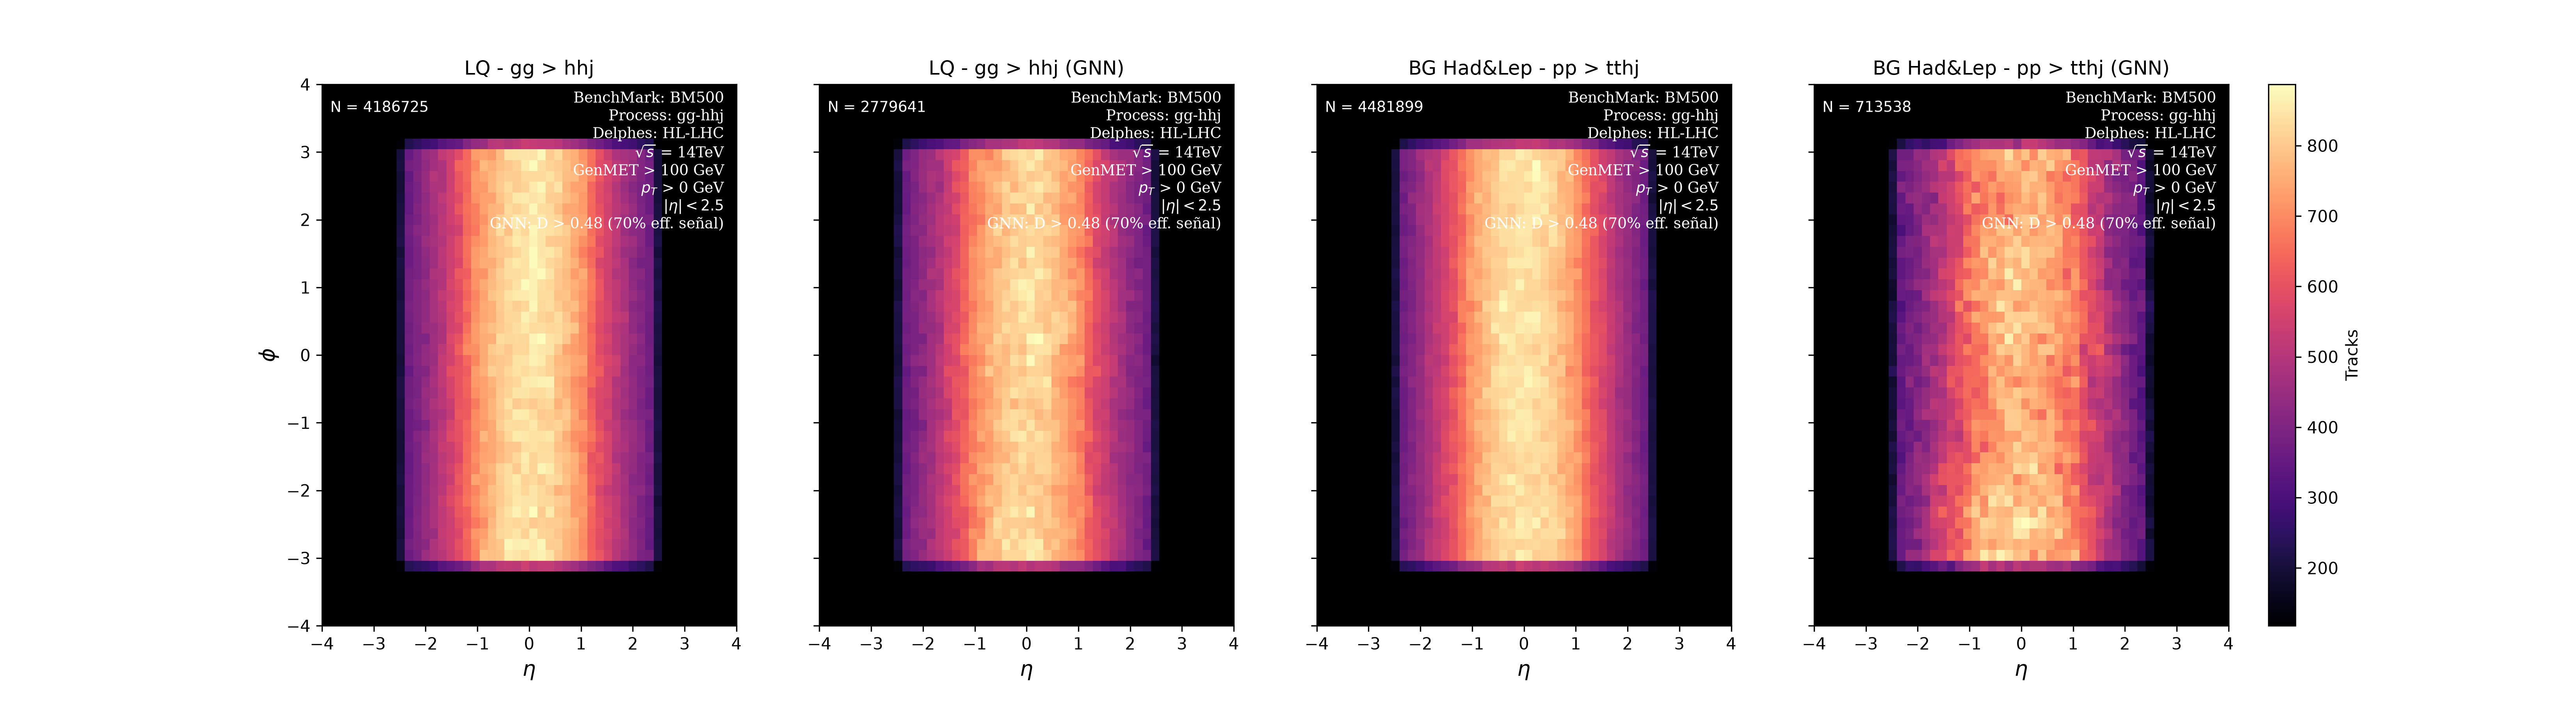 LQ - gg > hhj
N = 4186725
BenchMark: BM500
Process: gg-hhj
Delphes: HL-LHC
√s = 14TeV
GenMET > 100 GeV
p_T > 0 GeV
|η| < 2.5
GNN: D > 0.48 (70% eff. señal)
4
3
2
1
0
−1
−2
−3
−4
ϕ
−4 −3 −2 −1 0 1 2 3 4
η
LQ - gg > hhj (GNN)
N = 2779641
BenchMark: BM500
Process: gg-hhj
Delphes: HL-LHC
√s = 14TeV
GenMET > 100 GeV
p_T > 0 GeV
|η| < 2.5
GNN: D > 0.48 (70% eff. señal)
−4 −3 −2 −1 0 1 2 3 4
η
BG Had&Lep - pp > tthj
N = 4481899
BenchMark: BM500
Process: gg-hhj
Delphes: HL-LHC
√s = 14TeV
GenMET > 100 GeV
p_T > 0 GeV
|η| < 2.5
GNN: D > 0.48 (70% eff. señal)
−4 −3 −2 −1 0 1 2 3 4
η
BG Had&Lep - pp > tthj (GNN)
N = 713538
BenchMark: BM500
Process: gg-hhj
Delphes: HL-LHC
√s = 14TeV
GenMET > 100 GeV
p_T > 0 GeV
|η| < 2.5
GNN: D > 0.48 (70% eff. señal)
−4 −3 −2 −1 0 1 2 3 4
η
800
700
600
500
400
300
200
Tracks